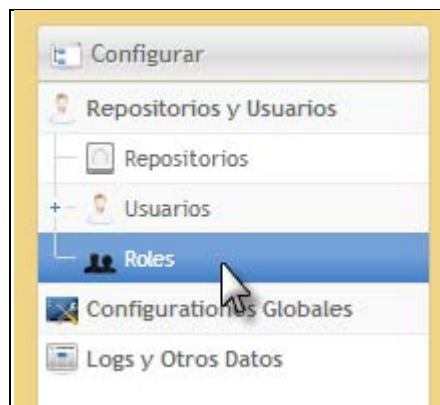 Configurar
Repositorios y Usuarios
Repositorios
Usuarios
Roles
Configurationes Globales
Logs y Otros Datos